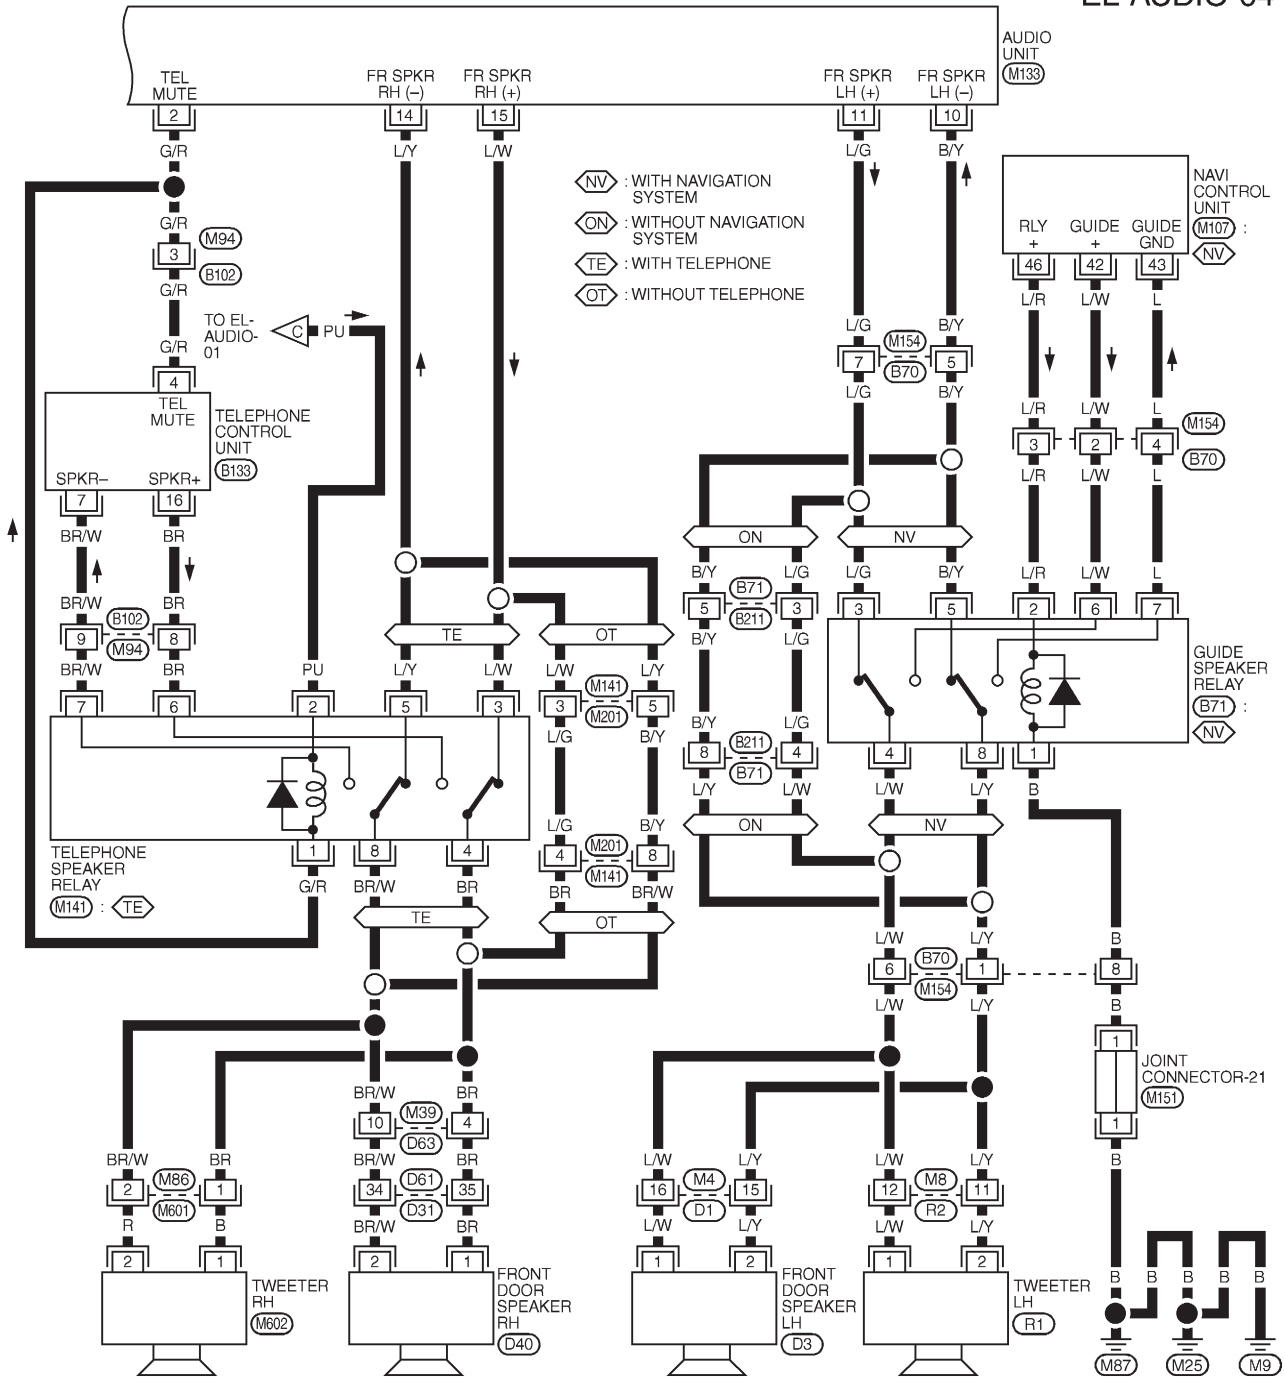 EL-AUDIO-04
AUDIO
UNIT
M133
TEL
MUTE
FR SPKR
RH (–)
FR SPKR
RH (+)
FR SPKR
LH (+)
FR SPKR
LH (–)
2
14
15
11
10
G/R
L/Y
L/W
L/G
B/Y
NV : WITH NAVIGATION
SYSTEM
ON : WITHOUT NAVIGATION
SYSTEM
TE : WITH TELEPHONE
OT : WITHOUT TELEPHONE
NAVI
CONTROL
UNIT
M107 :
NV
RLY
+
GUIDE
+
GUIDE
GND
46
42
43
L/R
L/W
L
G/R
3
M94
B102
G/R
TO EL-
AUDIO-
01
C
PU
G/R
4
TEL
MUTE
TELEPHONE
CONTROL
UNIT
B133
SPKR–
SPKR+
7
16
BR/W
BR
L/G
B/Y
7
M154
B70
5
L/G
B/Y
L/R
L/W
L
3
2
4
M154
B70
L/R
L/W
L
ON
NV
B/Y
L/G
L/G
B/Y
L/R
L/W
L
5
B71
B211
3
3
5
2
6
7
B/Y
L/G
BR/W
BR
9
B102
M94
8
BR/W
BR
PU
TE
OT
L/Y
L/W
L/W
L/Y
7
6
2
5
3
3
M141
M201
5
L/G
B/Y
GUIDE
SPEAKER
RELAY
B71 :
NV
B/Y
L/G
8
B211
B71
4
4
8
1
L/Y
L/W
L/W
L/Y
B
ON
NV
L/G
B/Y
4
M201
M141
8
BR
BR/W
OT
TELEPHONE
SPEAKER
RELAY
M141 : TE
1
8
4
G/R
BR/W
BR
TE
L/W
L/Y
B
6
B70
M154
1
8
L/W
L/Y
B
1
JOINT
CONNECTOR-21
M151
1
B
BR/W
BR
10
M39
D63
4
BR/W
BR
BR/W
BR
L/W
L/Y
L/W
L/Y
2
M86
M601
1
34
D61
D31
35
16
M4
D1
15
12
M8
R2
11
R
B
BR/W
BR
L/W
L/Y
L/W
L/Y
2
1
2
1
1
2
1
2
TWEETER
RH
M602
FRONT
DOOR
SPEAKER
RH
D40
FRONT
DOOR
SPEAKER
LH
D3
TWEETER
LH
R1
B
B
B
B
B
M87
M25
M9